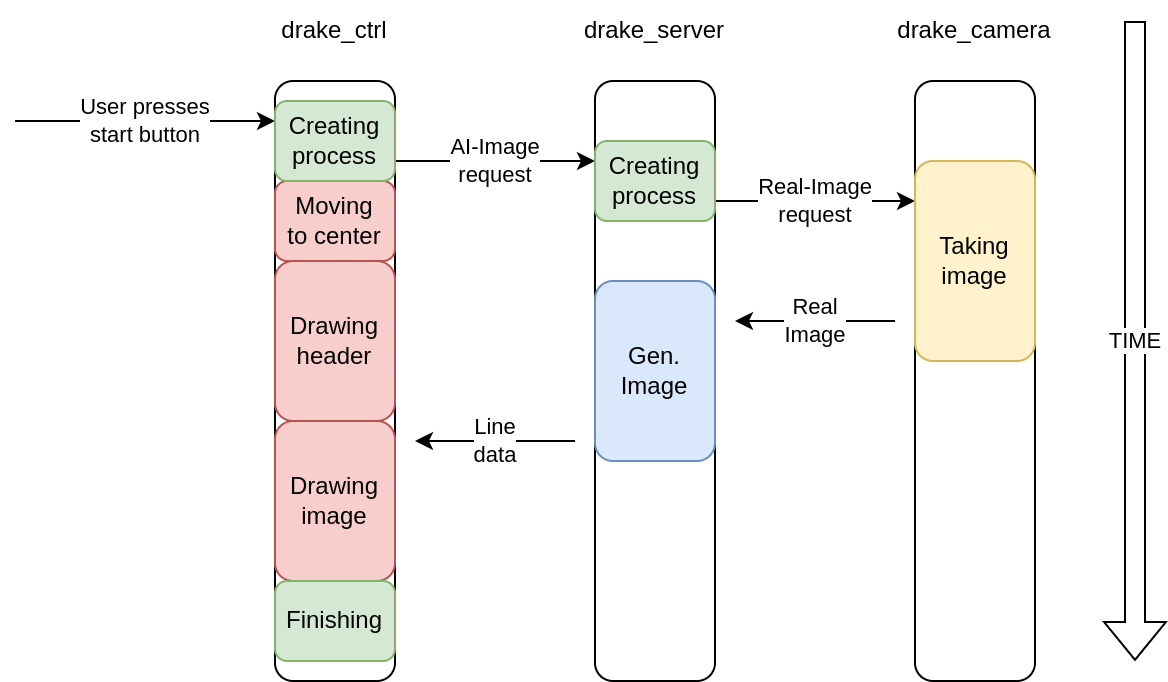 drake_ctrl
drake_server
drake_camera
User presses
start button
Creating
process
AI-Image
request
Creating
process
Real-Image
request
Taking
image
Moving
to center
Drawing
header
Real
Image
Gen.
Image
TIME
Line
data
Drawing
image
Finishing